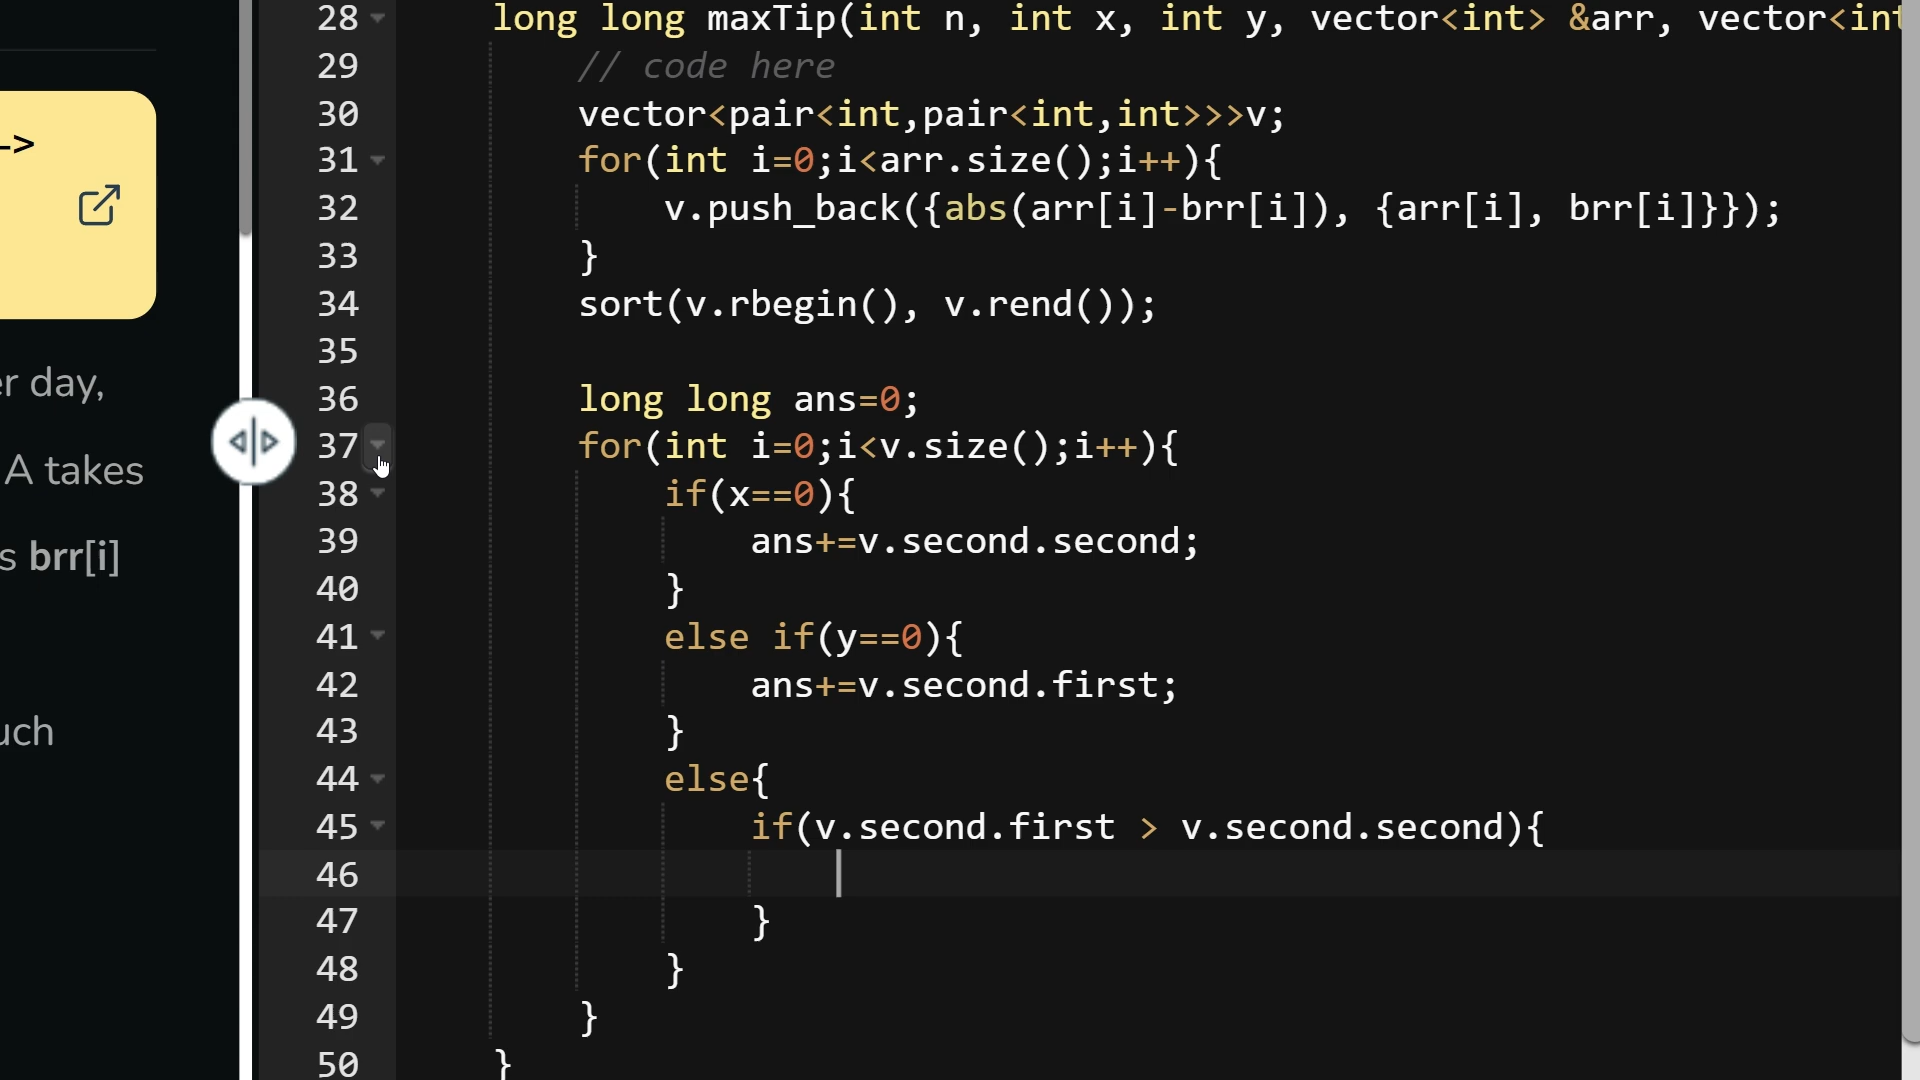 ->
er day,
A takes
s brr[i]
uch
28 long long maxTip(int n, int x, int y, vector<int> &arr, vector<int
29 // code here
30 vector<pair<int,pair<int,int>>>v;
31 for(int i=0;i<arr.size();i++){
32 v.push_back({abs(arr[i]-brr[i]), {arr[i], brr[i]}});
33 }
34 sort(v.rbegin(), v.rend());
35
36 long long ans=0;
37 for(int i=0;i<v.size();i++){
38 if(x==0){
39 ans+=v.second.second;
40 }
41 else if(y==0){
42 ans+=v.second.first;
43 }
44 else{
45 if(v.second.first > v.second.second){
46
47 }
48 }
49 }
50 }